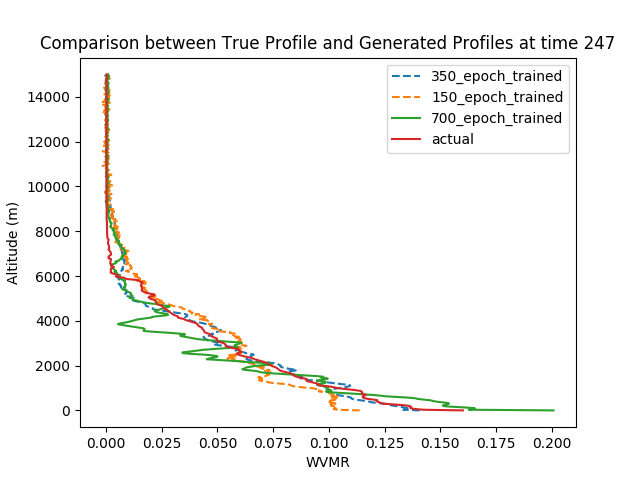 Comparison between True Profile and Generated Profiles at time 247
350_epoch_trained
150_epoch_trained
700_epoch_trained
actual
Altitude (m)
14000
12000
10000
8000
6000
4000
2000
0
0.000 0.025 0.050 0.075 0.100 0.125 0.150 0.175 0.200
WVMR